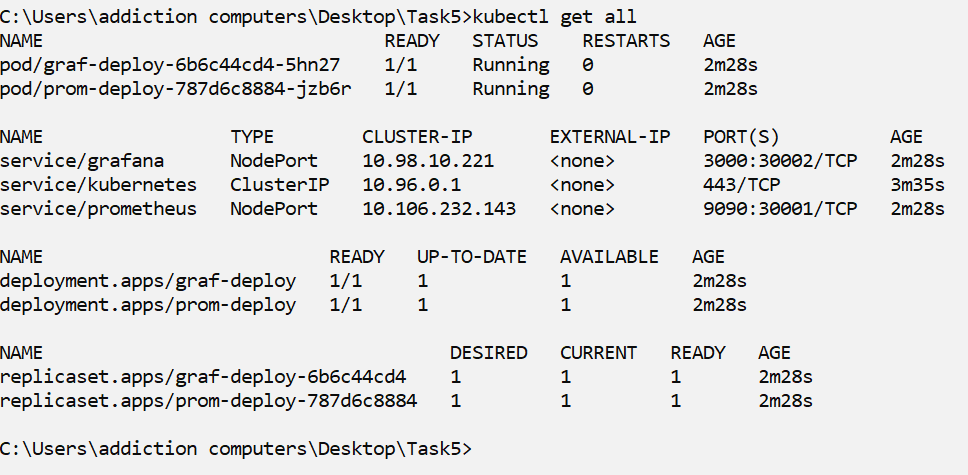 C:\Users\addiction computers\Desktop\Task5>kubectl get all
NAME                               READY   STATUS    RESTARTS   AGE
pod/graf-deploy-6b6c44cd4-5hn27    1/1     Running   0          2m28s
pod/prom-deploy-787d6c8884-jzb6r   1/1     Running   0          2m28s

NAME                 TYPE        CLUSTER-IP       EXTERNAL-IP   PORT(S)          AGE
service/grafana      NodePort    10.98.10.221     <none>        3000:30002/TCP   2m28s
service/kubernetes   ClusterIP   10.96.0.1        <none>        443/TCP          3m35s
service/prometheus   NodePort    10.106.232.143   <none>        9090:30001/TCP   2m28s

NAME                          READY   UP-TO-DATE   AVAILABLE   AGE
deployment.apps/graf-deploy   1/1     1            1           2m28s
deployment.apps/prom-deploy   1/1     1            1           2m28s

NAME                                     DESIRED   CURRENT   READY   AGE
replicaset.apps/graf-deploy-6b6c44cd4    1         1         1       2m28s
replicaset.apps/prom-deploy-787d6c8884   1         1         1       2m28s

C:\Users\addiction computers\Desktop\Task5>